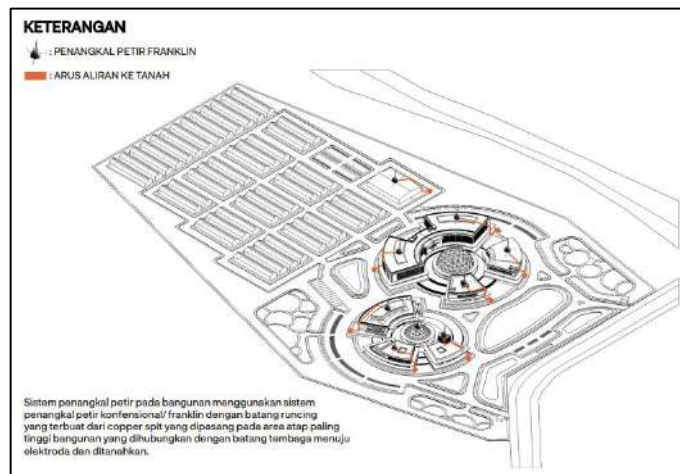 KETERANGAN
: PENANGKAL PETIR FRANKLIN
: ARUS ALIRAN KE TANAH
Sistem penangkal petir pada bangunan menggunakan sistem
penangkal petir konfensional/ franklin dengan batang runcing
yang terbuat dari copper spit yang dipasang pada area atap paling
tinggi bangunan yang dihubungkan dengan batang tembaga menuju
elektroda dan ditanahkan.